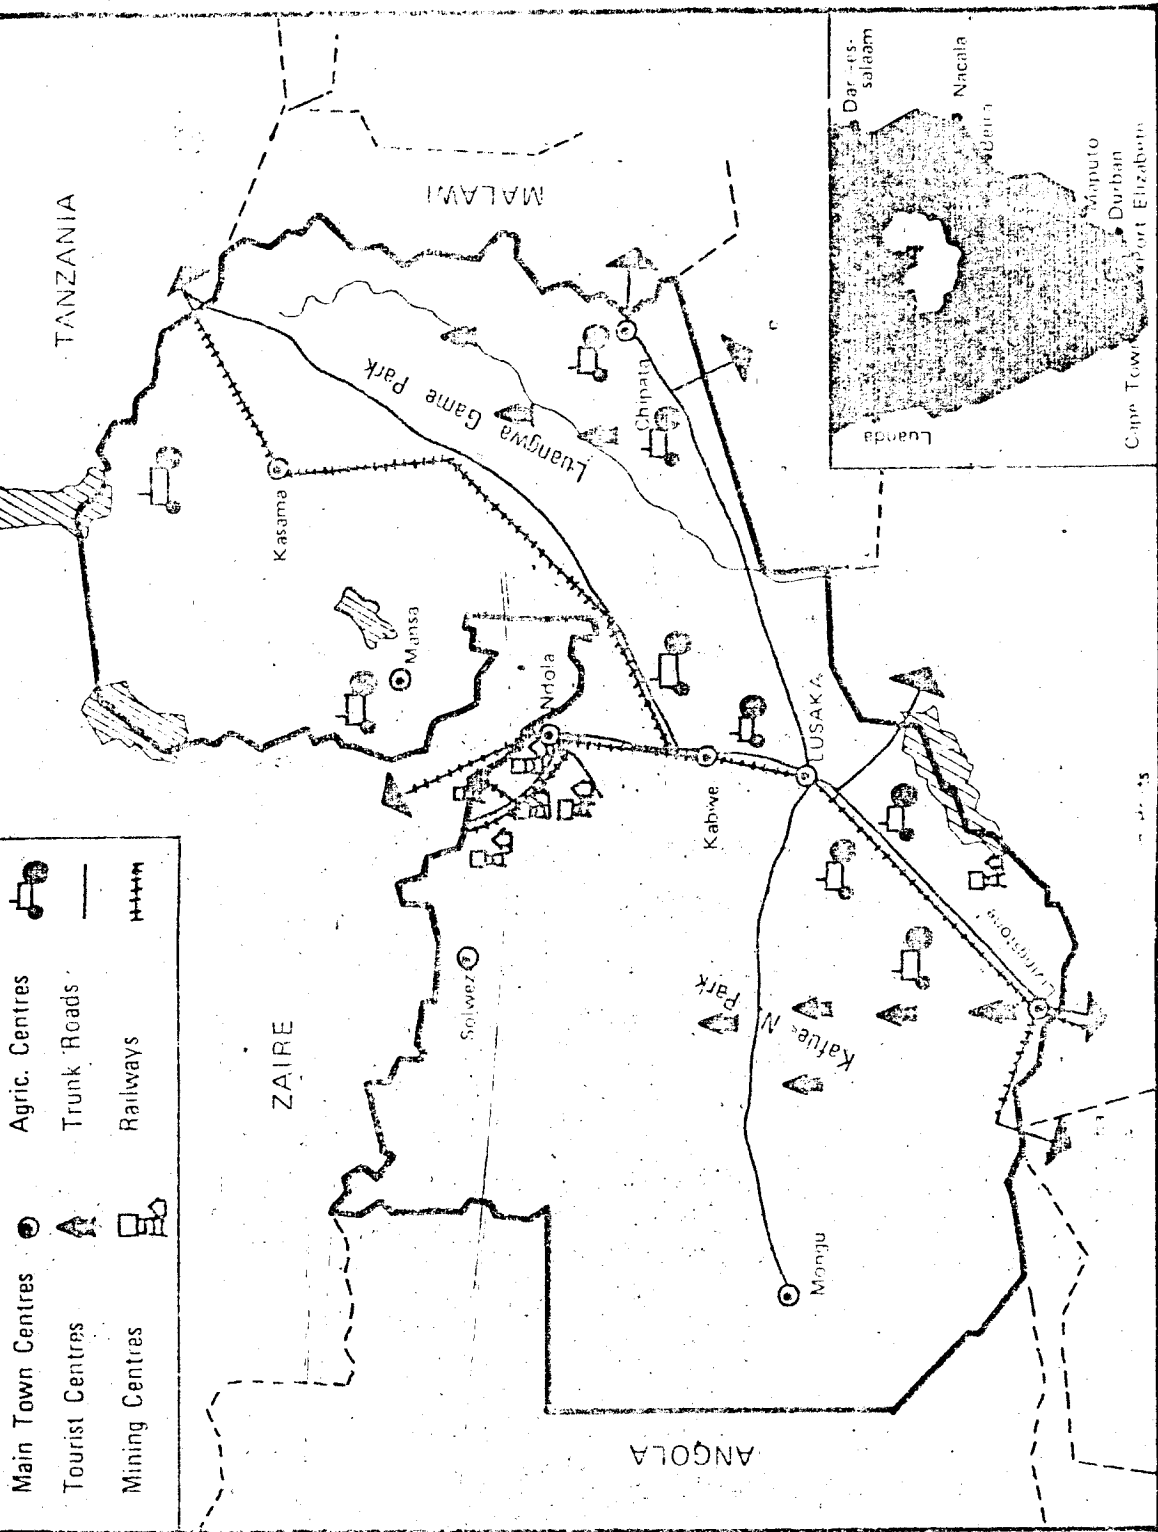 Main Town Centres
Agric. Centres
Tourist Centres
Trunk Roads
Mining Centres
Railways
TANZANIA
ZAIRE
ANGOLA
MALAWI
Kasama
Mansa
Ndola
Solwezi
Kabwe
LUSAKA
Chipata
Mongu
Livingstone
Luangwa Game Park
Kafue N
Park
Dar-es-
salaam
Nacala
Beira
Maputo
Durban
Port Elizabeth
Cape Town
Luanda